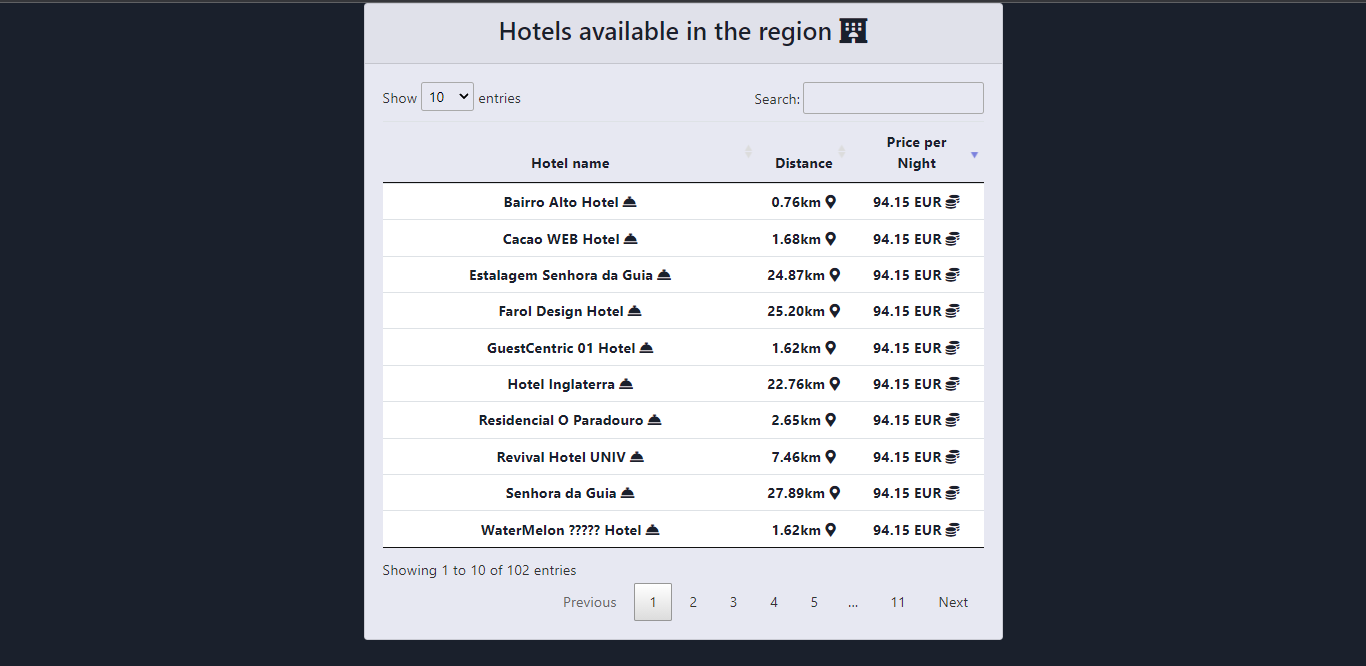 Hotels available in the region
Show 10 entries
Search:
Hotel name Distance Price per Night
Bairro Alto Hotel 0.76km 94.15 EUR
Cacao WEB Hotel 1.68km 94.15 EUR
Estalagem Senhora da Guia 24.87km 94.15 EUR
Farol Design Hotel 25.20km 94.15 EUR
GuestCentric 01 Hotel 1.62km 94.15 EUR
Hotel Inglaterra 22.76km 94.15 EUR
Residencial O Paradouro 2.65km 94.15 EUR
Revival Hotel UNIV 7.46km 94.15 EUR
Senhora da Guia 27.89km 94.15 EUR
WaterMelon ????? Hotel 1.62km 94.15 EUR
Showing 1 to 10 of 102 entries
Previous 1 2 3 4 5 ... 11 Next